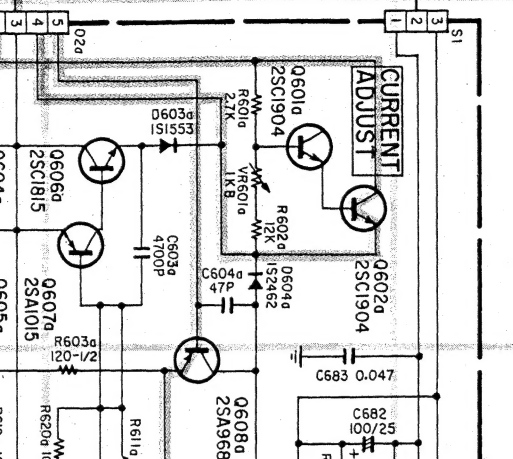 3
4
5
O2a
1
2
3
S1
CURRENT
ADJUST
Q601a
2SC1904
R601a
2.7K
D603a
1S1553
Q606a
2SC1815
VR601a
1KB
R602a
12K
C603a
4700P
Q602a
2SC1904
C604a
47P
D604a
1S2462
Q607a
2SA1015
R603a
120-1/2
C683 0.047
Q608a
2SA968
C682
100/25
R620a
R611a
Q605a